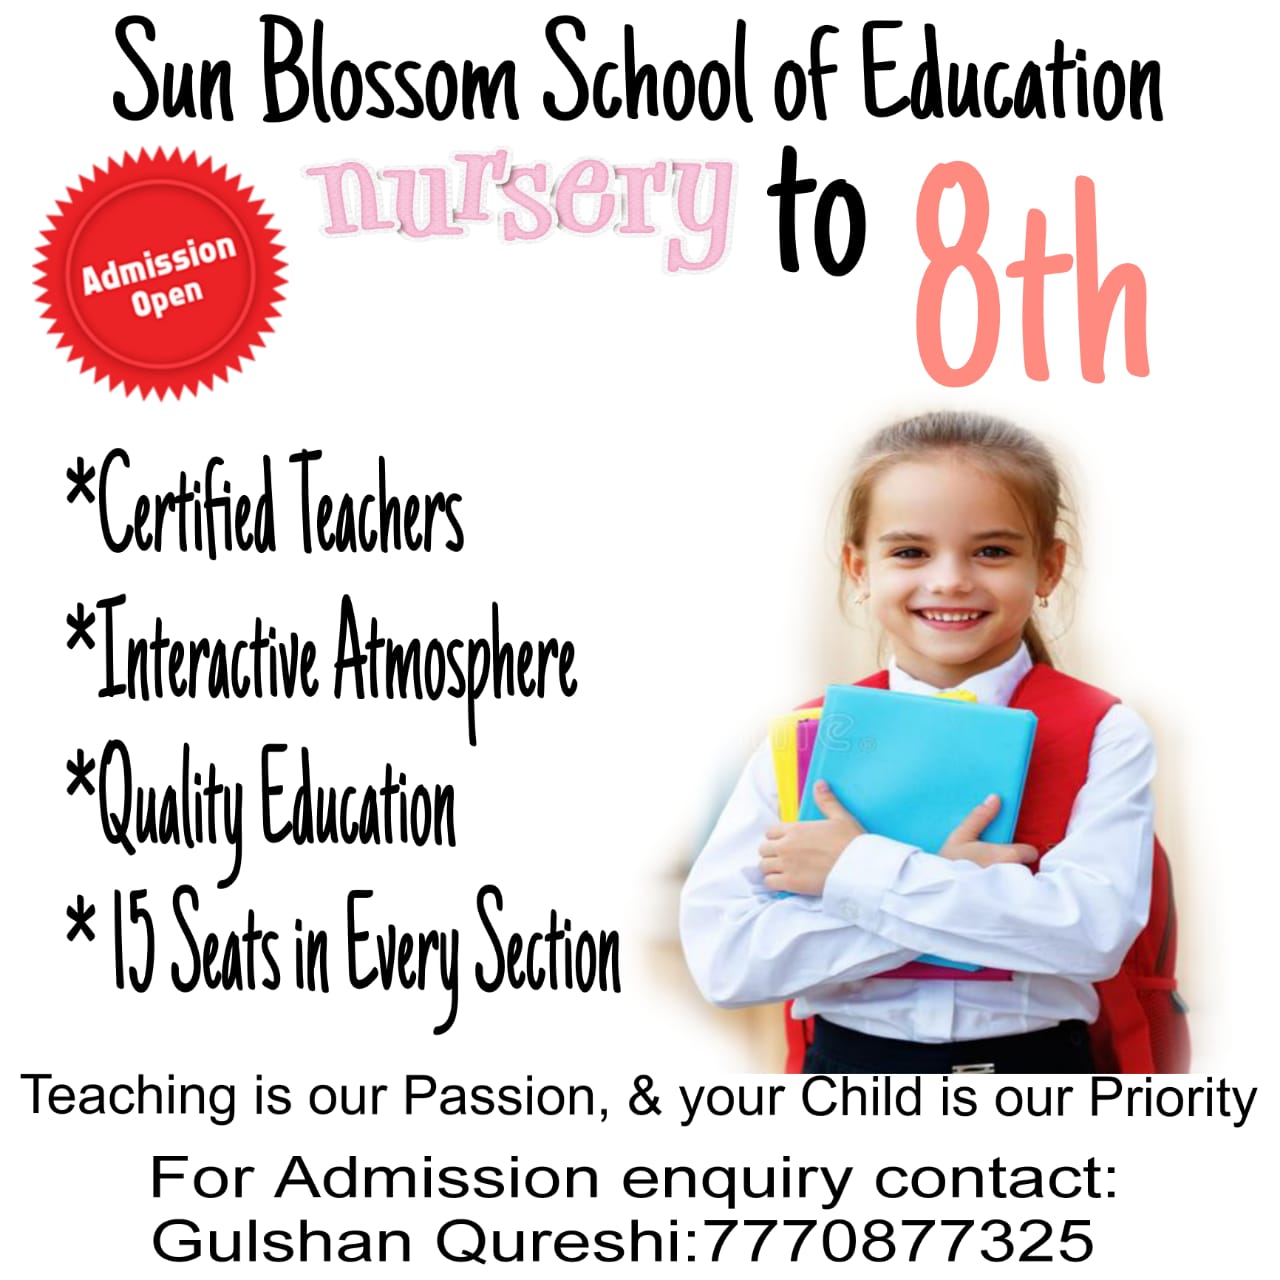 Sun Blossom School of Education
nursery to 8th
Admission
Open
*Certified Teachers
*Interactive Atmosphere
*Quality Education
* 15 Seats in Every Section
Teaching is our Passion, & your Child is our Priority
For Admission enquiry contact:
Gulshan Qureshi:7770877325